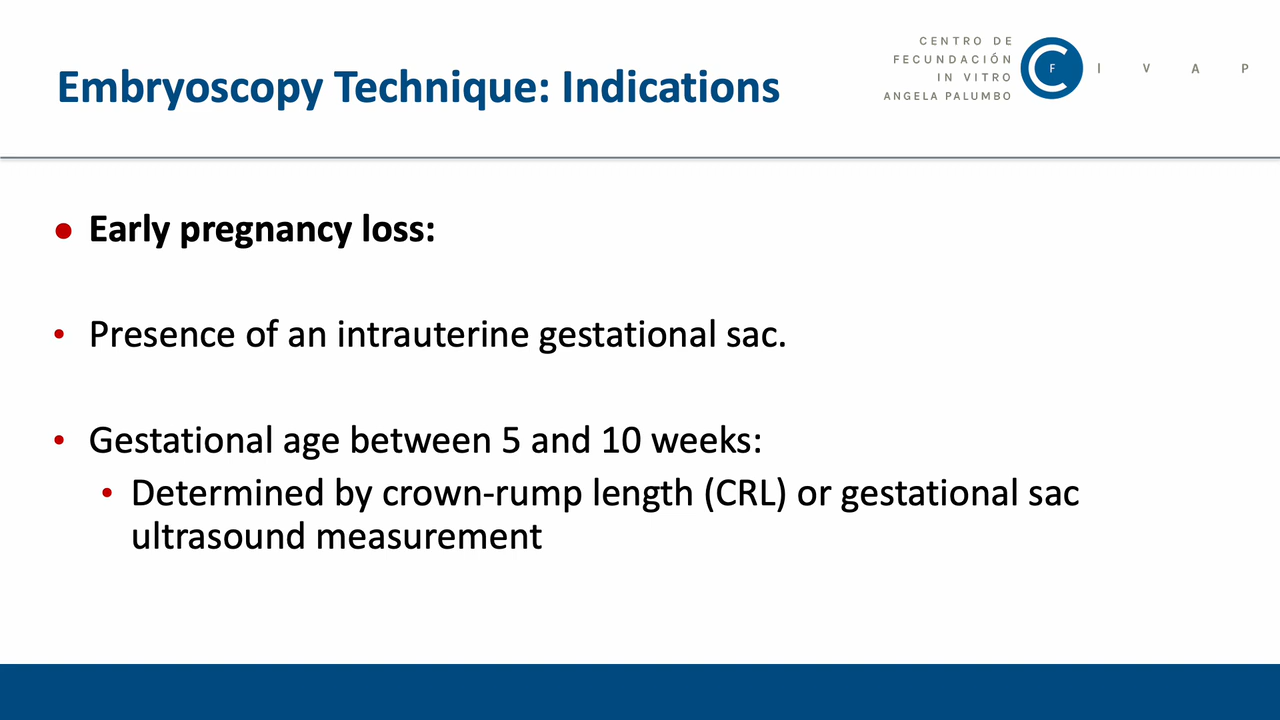 Embryoscopy Technique: Indications
CENTRO DE
FECUNDACIÓN
IN VITRO
ANGELA PALUMBO
F I V A P
• Early pregnancy loss:
• Presence of an intrauterine gestational sac.
• Gestational age between 5 and 10 weeks:
• Determined by crown-rump length (CRL) or gestational sac
ultrasound measurement